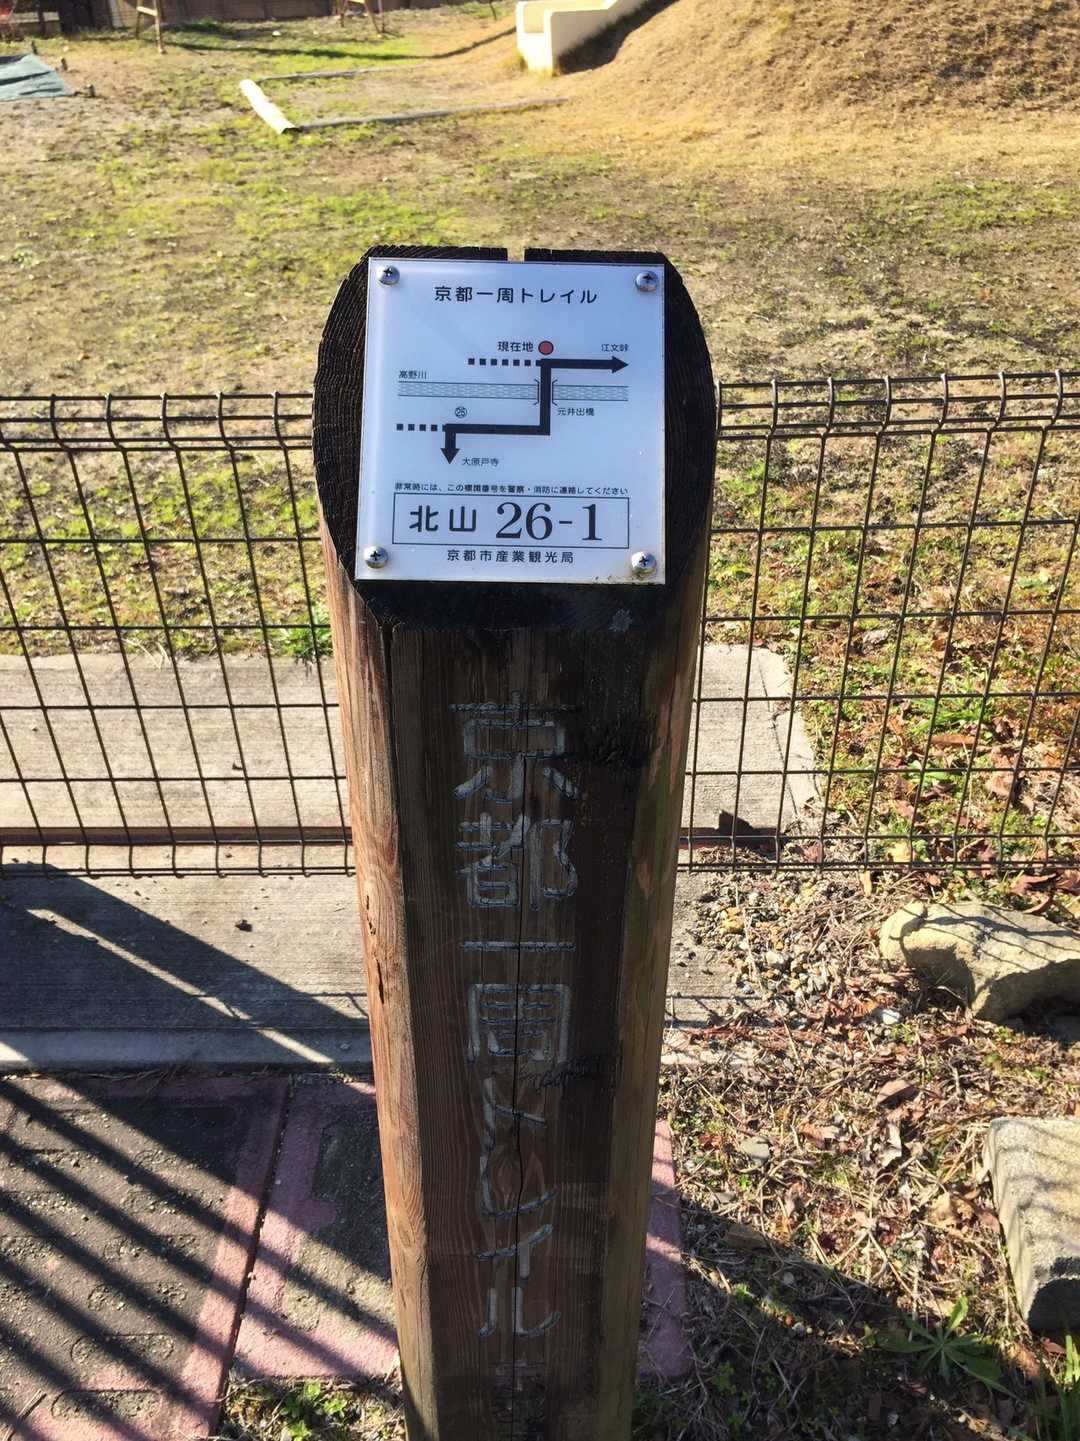 京都一周トレイル
現在地
江文峠
高野川
㉕
元井出橋
大原戸寺
非常時には、この標識番号を警察・消防に連絡してください
北山 26-1
京都市産業観光局
京都一周トレイル